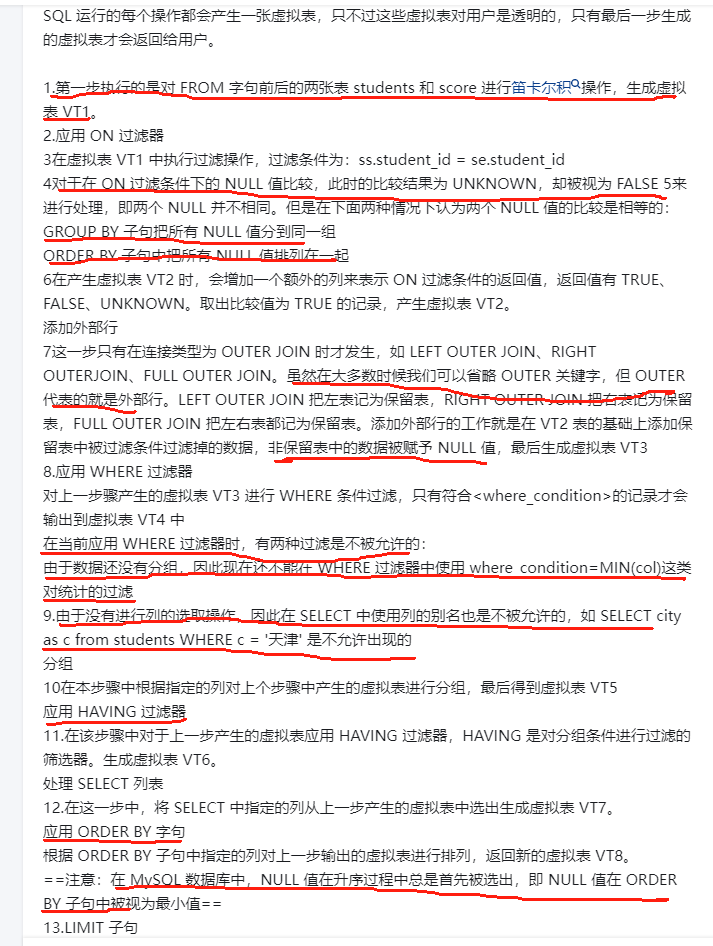 SQL 运行的每个操作都会产生一张虚拟表，只不过这些虚拟表对用户是透明的，只有最后一步生成
的虚拟表才会返回给用户。
1.第一步执行的是对 FROM 字句前后的两张表 students 和 score 进行笛卡尔积操作，生成虚拟
表 VT1。
2.应用 ON 过滤器
3在虚拟表 VT1 中执行过滤操作，过滤条件为：ss.student_id = se.student_id
4对于在 ON 过滤条件下的 NULL 值比较，此时的比较结果为 UNKNOWN，却被视为 FALSE 5来
进行处理，即两个 NULL 并不相同。但是在下面两种情况下认为两个 NULL 值的比较是相等的：
GROUP BY 子句把所有 NULL 值分到同一组
ORDER BY 子句中把所有 NULL 值排列在一起
6在产生虚拟表 VT2 时，会增加一个额外的列来表示 ON 过滤条件的返回值，返回值有 TRUE、
FALSE、UNKNOWN。取出比较值为 TRUE 的记录，产生虚拟表 VT2。
添加外部行
7这一步只有在连接类型为 OUTER JOIN 时才发生，如 LEFT OUTER JOIN、RIGHT
OUTERJOIN、FULL OUTER JOIN。虽然在大多数时候我们可以省略 OUTER 关键字，但 OUTER
代表的就是外部行。LEFT OUTER JOIN 把左表记为保留表，RIGHT OUTER JOIN 把右表记为保留
表，FULL OUTER JOIN 把左右表都记为保留表。添加外部行的工作就是在 VT2 表的基础上添加保
留表中被过滤条件过滤掉的数据，非保留表中的数据被赋予 NULL 值，最后生成虚拟表 VT3
8.应用 WHERE 过滤器
对上一步骤产生的虚拟表 VT3 进行 WHERE 条件过滤，只有符合<where_condition>的记录才会
输出到虚拟表 VT4 中
在当前应用 WHERE 过滤器时，有两种过滤是不被允许的：
由于数据还没有分组，因此现在还不能在 WHERE 过滤器中使用 where_condition=MIN(col)这类
对统计的过滤
9.由于没有进行列的选取操作，因此在 SELECT 中使用列的别名也是不被允许的，如 SELECT city
as c from students WHERE c = '天津' 是不允许出现的
分组
10在本步骤中根据指定的列对上个步骤中产生的虚拟表进行分组，最后得到虚拟表 VT5
应用 HAVING 过滤器
11.在该步骤中对于上一步产生的虚拟表应用 HAVING 过滤器，HAVING 是对分组条件进行过滤的
筛选器。生成虚拟表 VT6。
处理 SELECT 列表
12.在这一步中，将 SELECT 中指定的列从上一步产生的虚拟表中选出生成虚拟表 VT7。
应用 ORDER BY 字句
根据 ORDER BY 子句中指定的列对上一步输出的虚拟表进行排列，返回新的虚拟表 VT8。
==注意：在 MySQL 数据库中，NULL 值在升序过程中总是首先被选出，即 NULL 值在 ORDER
BY 子句中被视为最小值==
13.LIMIT 子句